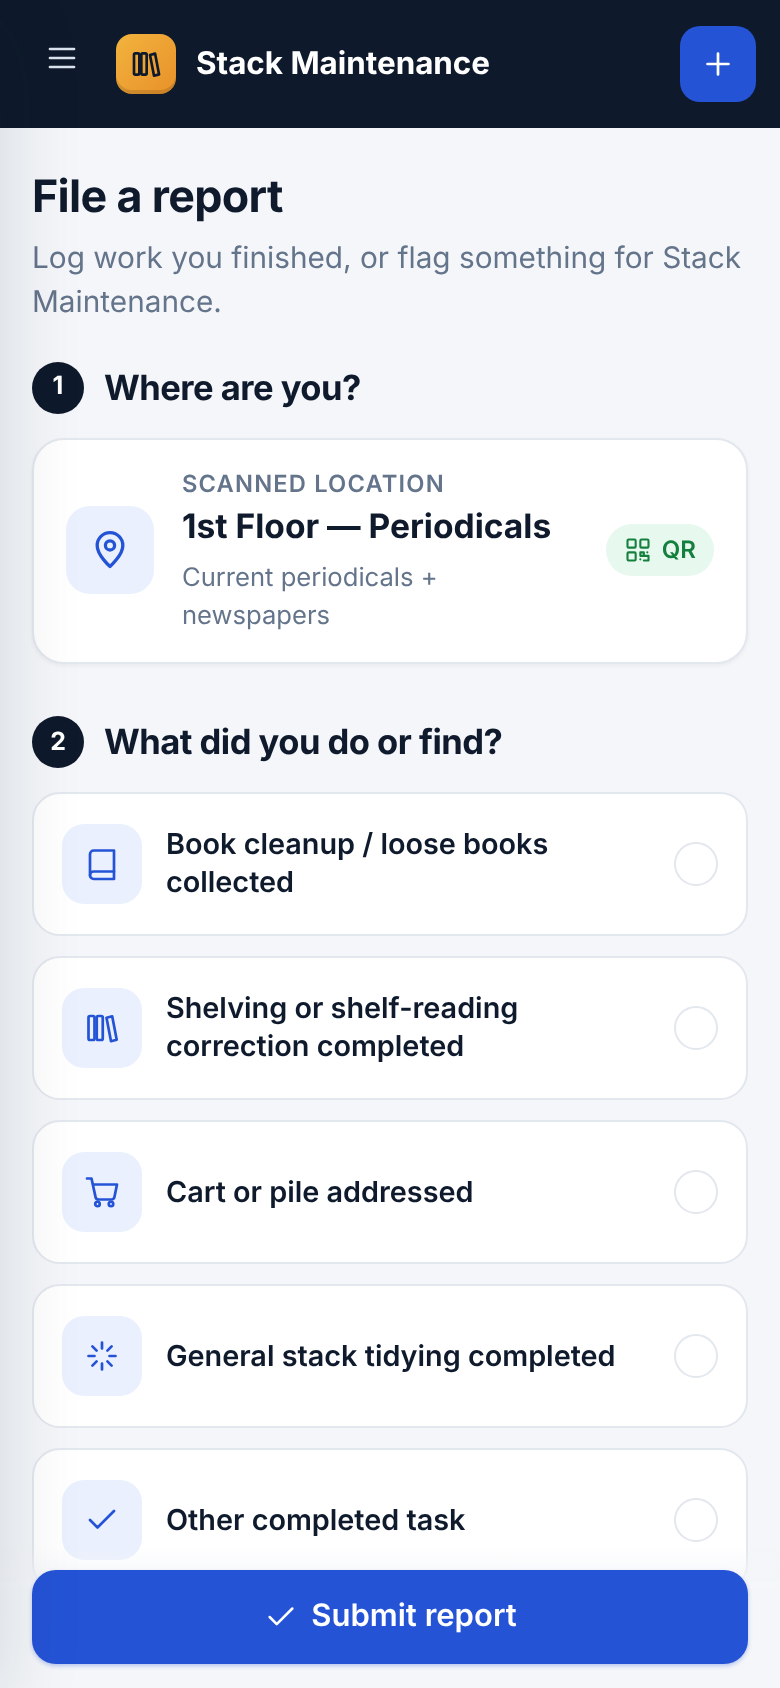 Stack Maintenance
File a report
Log work you finished, or flag something for Stack
Maintenance.
1 Where are you?
SCANNED LOCATION
1st Floor — Periodicals
Current periodicals +
newspapers
QR
2 What did you do or find?
Book cleanup / loose books
collected
Shelving or shelf-reading
correction completed
Cart or pile addressed
General stack tidying completed
Other completed task
Submit report